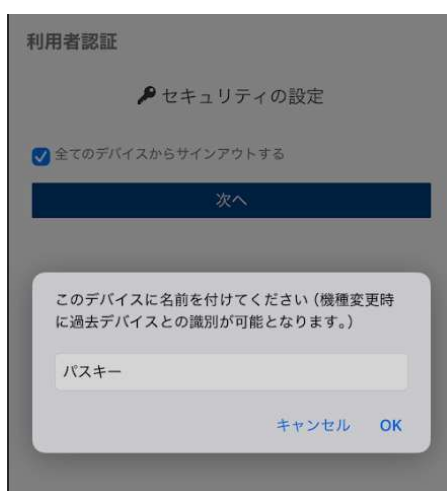 利用者認証
セキュリティの設定
全てのデバイスからサインアウトする
次へ
このデバイスに名前を付けてください（機種変更時
に過去デバイスとの識別が可能となります。）
パスキー
キャンセル OK